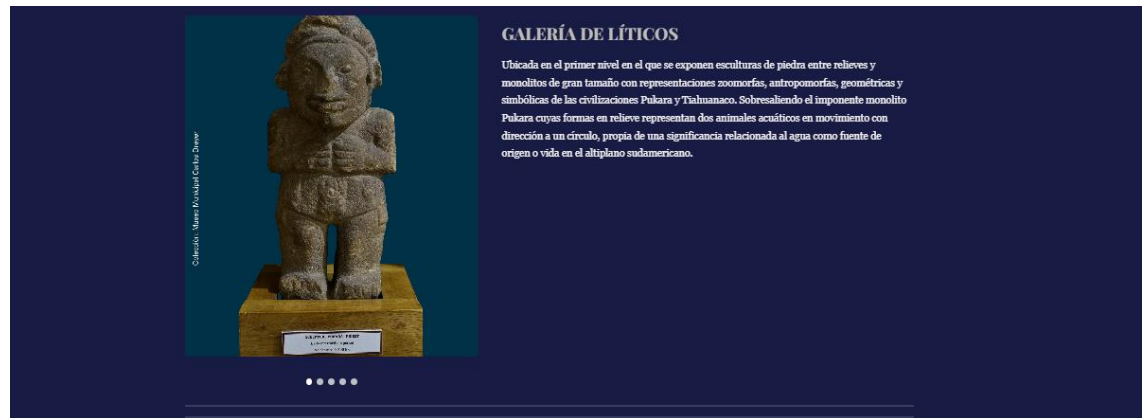 Colección: Museo Municipal Carlos Dreyer
GALERÍA DE LÍTICOS
Ubicada en el primer nivel en el que se exponen esculturas de piedra entre relieves y
monolitos de gran tamaño con representaciones zoomorfas, antropomorfas, geométricas y
simbólicas de las civilizaciones Pukara y Tiahuanaco. Sobresaliendo el imponente monolito
Pukara cuyas formas en relieve representan dos animales acuáticos en movimiento con
dirección a un círculo, propia de una significancia relacionada al agua como fuente de
origen o vida en el altiplano sudamericano.